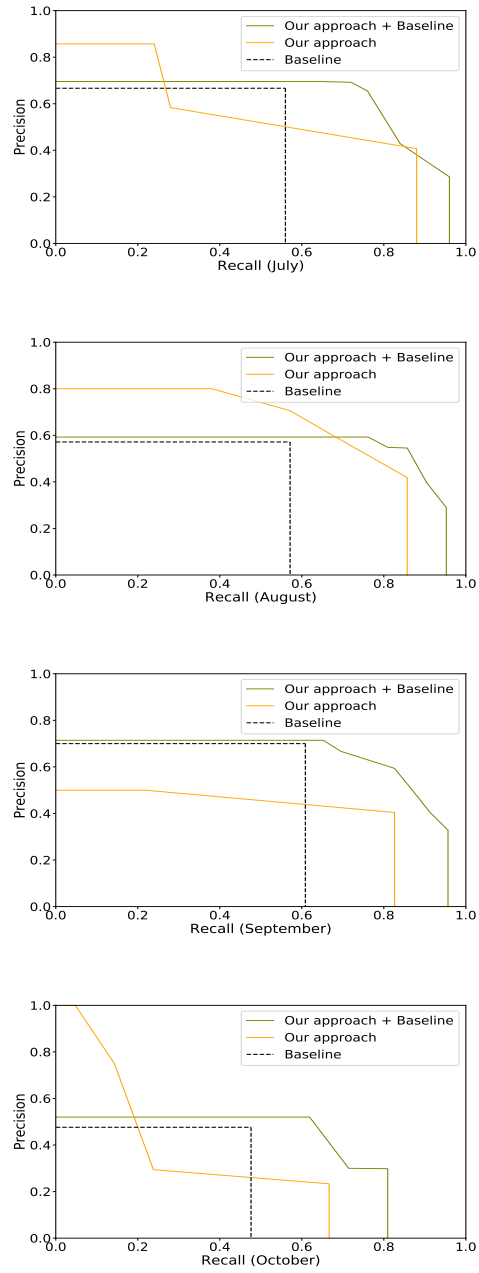 1.0
0.8
0.6
0.4
0.2
0.0
Precision
Our approach + Baseline
Our approach
Baseline
0.0 0.2 0.4 0.6 0.8 1.0
Recall (July)
1.0
0.8
0.6
0.4
0.2
0.0
Precision
Our approach + Baseline
Our approach
Baseline
0.0 0.2 0.4 0.6 0.8 1.0
Recall (August)
1.0
0.8
0.6
0.4
0.2
0.0
Precision
Our approach + Baseline
Our approach
Baseline
0.0 0.2 0.4 0.6 0.8 1.0
Recall (September)
1.0
0.8
0.6
0.4
0.2
0.0
Precision
Our approach + Baseline
Our approach
Baseline
0.0 0.2 0.4 0.6 0.8 1.0
Recall (October)